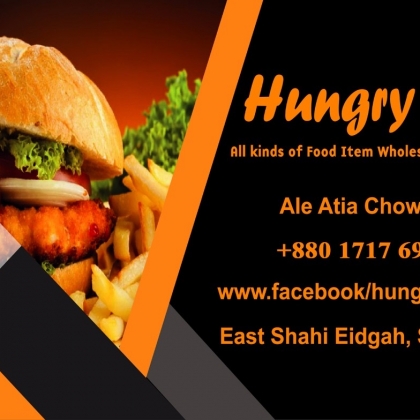 Hungry
All kinds of Food Item Wholes
Ale Atia Chow
+880 1717 69
www.facebook/hung
East Shahi Eidgah, S